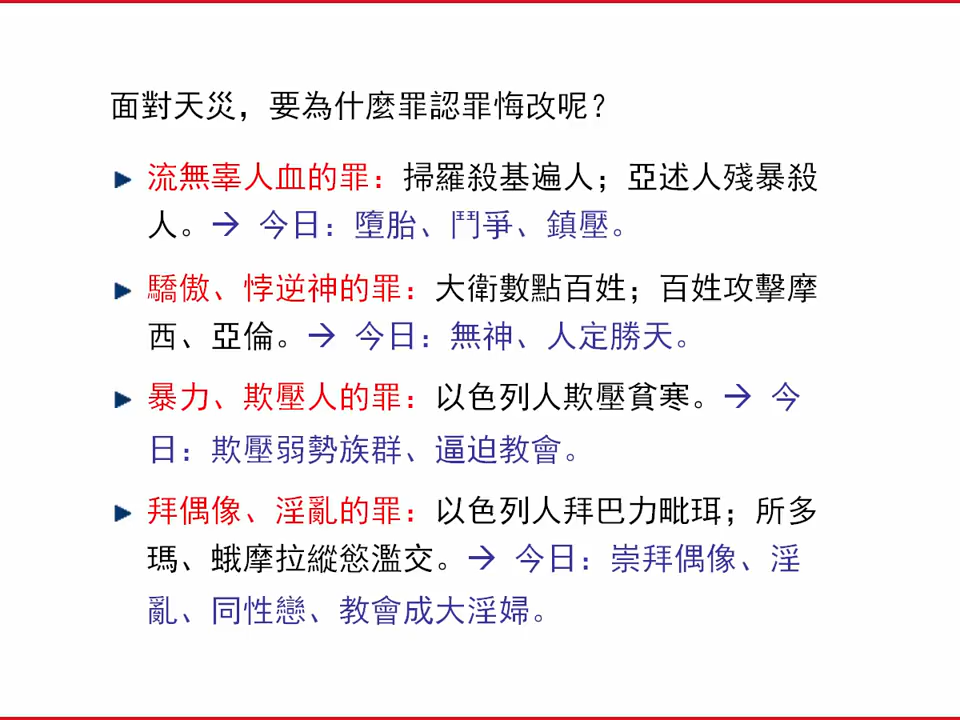 面對天災，要為什麼罪認罪悔改呢？
流無辜人血的罪：掃羅殺基遍人；亞述人殘暴殺
人。→ 今日：墮胎、鬥爭、鎮壓。
驕傲、悖逆神的罪：大衛數點百姓；百姓攻擊摩
西、亞倫。→ 今日：無神、人定勝天。
暴力、欺壓人的罪：以色列人欺壓貧寒。→ 今
日：欺壓弱勢族群、逼迫教會。
拜偶像、淫亂的罪：以色列人拜巴力毗珥；所多
瑪、蛾摩拉縱慾濫交。→ 今日：崇拜偶像、淫
亂、同性戀、教會成大淫婦。